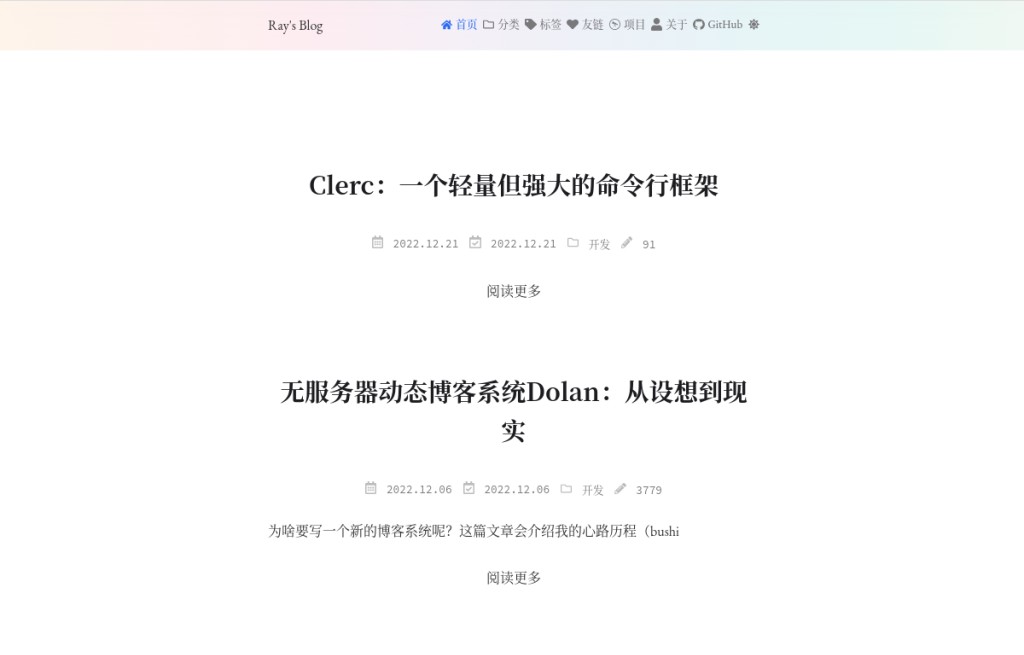 Ray's Blog 首页 分类 标签 友链 项目 关于 GitHub
Clerc：一个轻量但强大的命令行框架
2022.12.21 2022.12.21 开发 91
阅读更多
无服务器动态博客系统Dolan：从设想到现
实
2022.12.06 2022.12.06 开发 3779
为啥要写一个新的博客系统呢？这篇文章会介绍我的心路历程（bushi
阅读更多